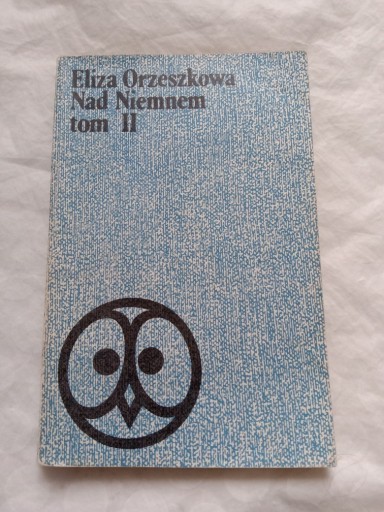 Eliza Orzeszkowa
Nad Niemnem
tom II